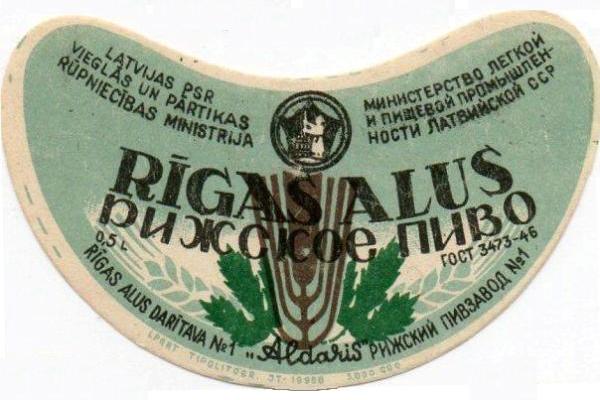 LATVIJAS PSR
VIEGLĀS UN PĀRTIKAS
RŪPNIECĪBAS MINISTRIJA
МИНИСТЕРСТВО ЛЕГКОЙ
И ПИЩЕВОЙ ПРОМЫШЛЕН-
НОСТИ ЛАТВИЙСКОЙ ССР
RĪGAS ALUS
РИЖСКОЕ ПИВО
0,5 L
ГОСТ 3473-46
RĪGAS ALUS DARĪTAVA №1 „Aldaris" РИЖСКИЙ ПИВЗАВОД №1
TIPOLITOGR.